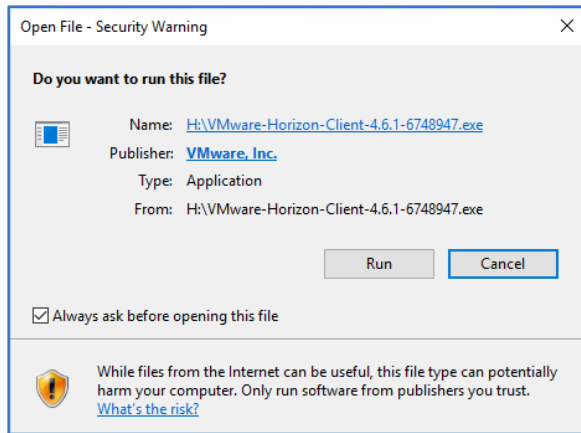 Open File - Security Warning
Do you want to run this file?
Name: H:\VMware-Horizon-Client-4.6.1-6748947.exe
Publisher: VMware, Inc.
Type: Application
From: H:\VMware-Horizon-Client-4.6.1-6748947.exe
Run Cancel
Always ask before opening this file
While files from the Internet can be useful, this file type can potentially
harm your computer. Only run software from publishers you trust.
What's the risk?